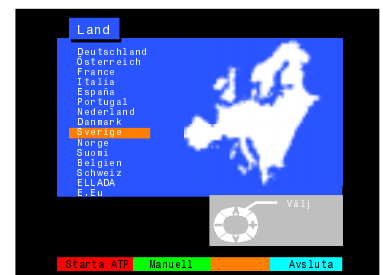 Land
Deutschland
Österreich
France
Italia
España
Portugal
Nederland
Danmark
Sverige
Norge
Suomi
Belgien
Schweiz
ELLADA
E.Eu
Välj
Starta ATP
Manuell
Avsluta